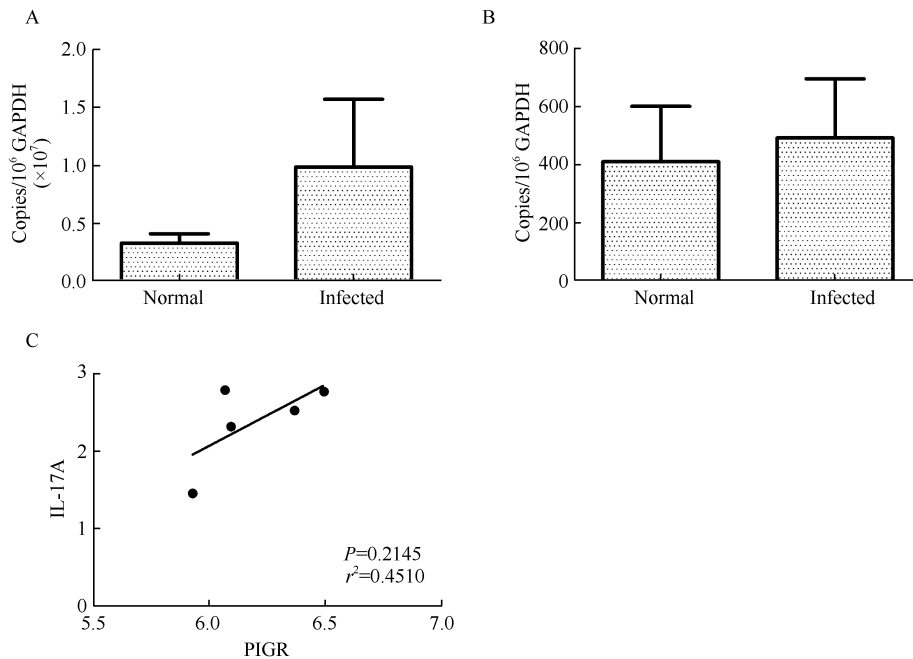 A
Copies/10⁶ GAPDH
(×10⁷)
2.0
1.5
1.0
0.5
0.0
Normal
Infected
B
Copies/10⁶ GAPDH
800
600
400
200
0
Normal
Infected
C
IL-17A
3
2
1
0
P=0.2145
r²=0.4510
5.5
6.0
6.5
7.0
PIGR